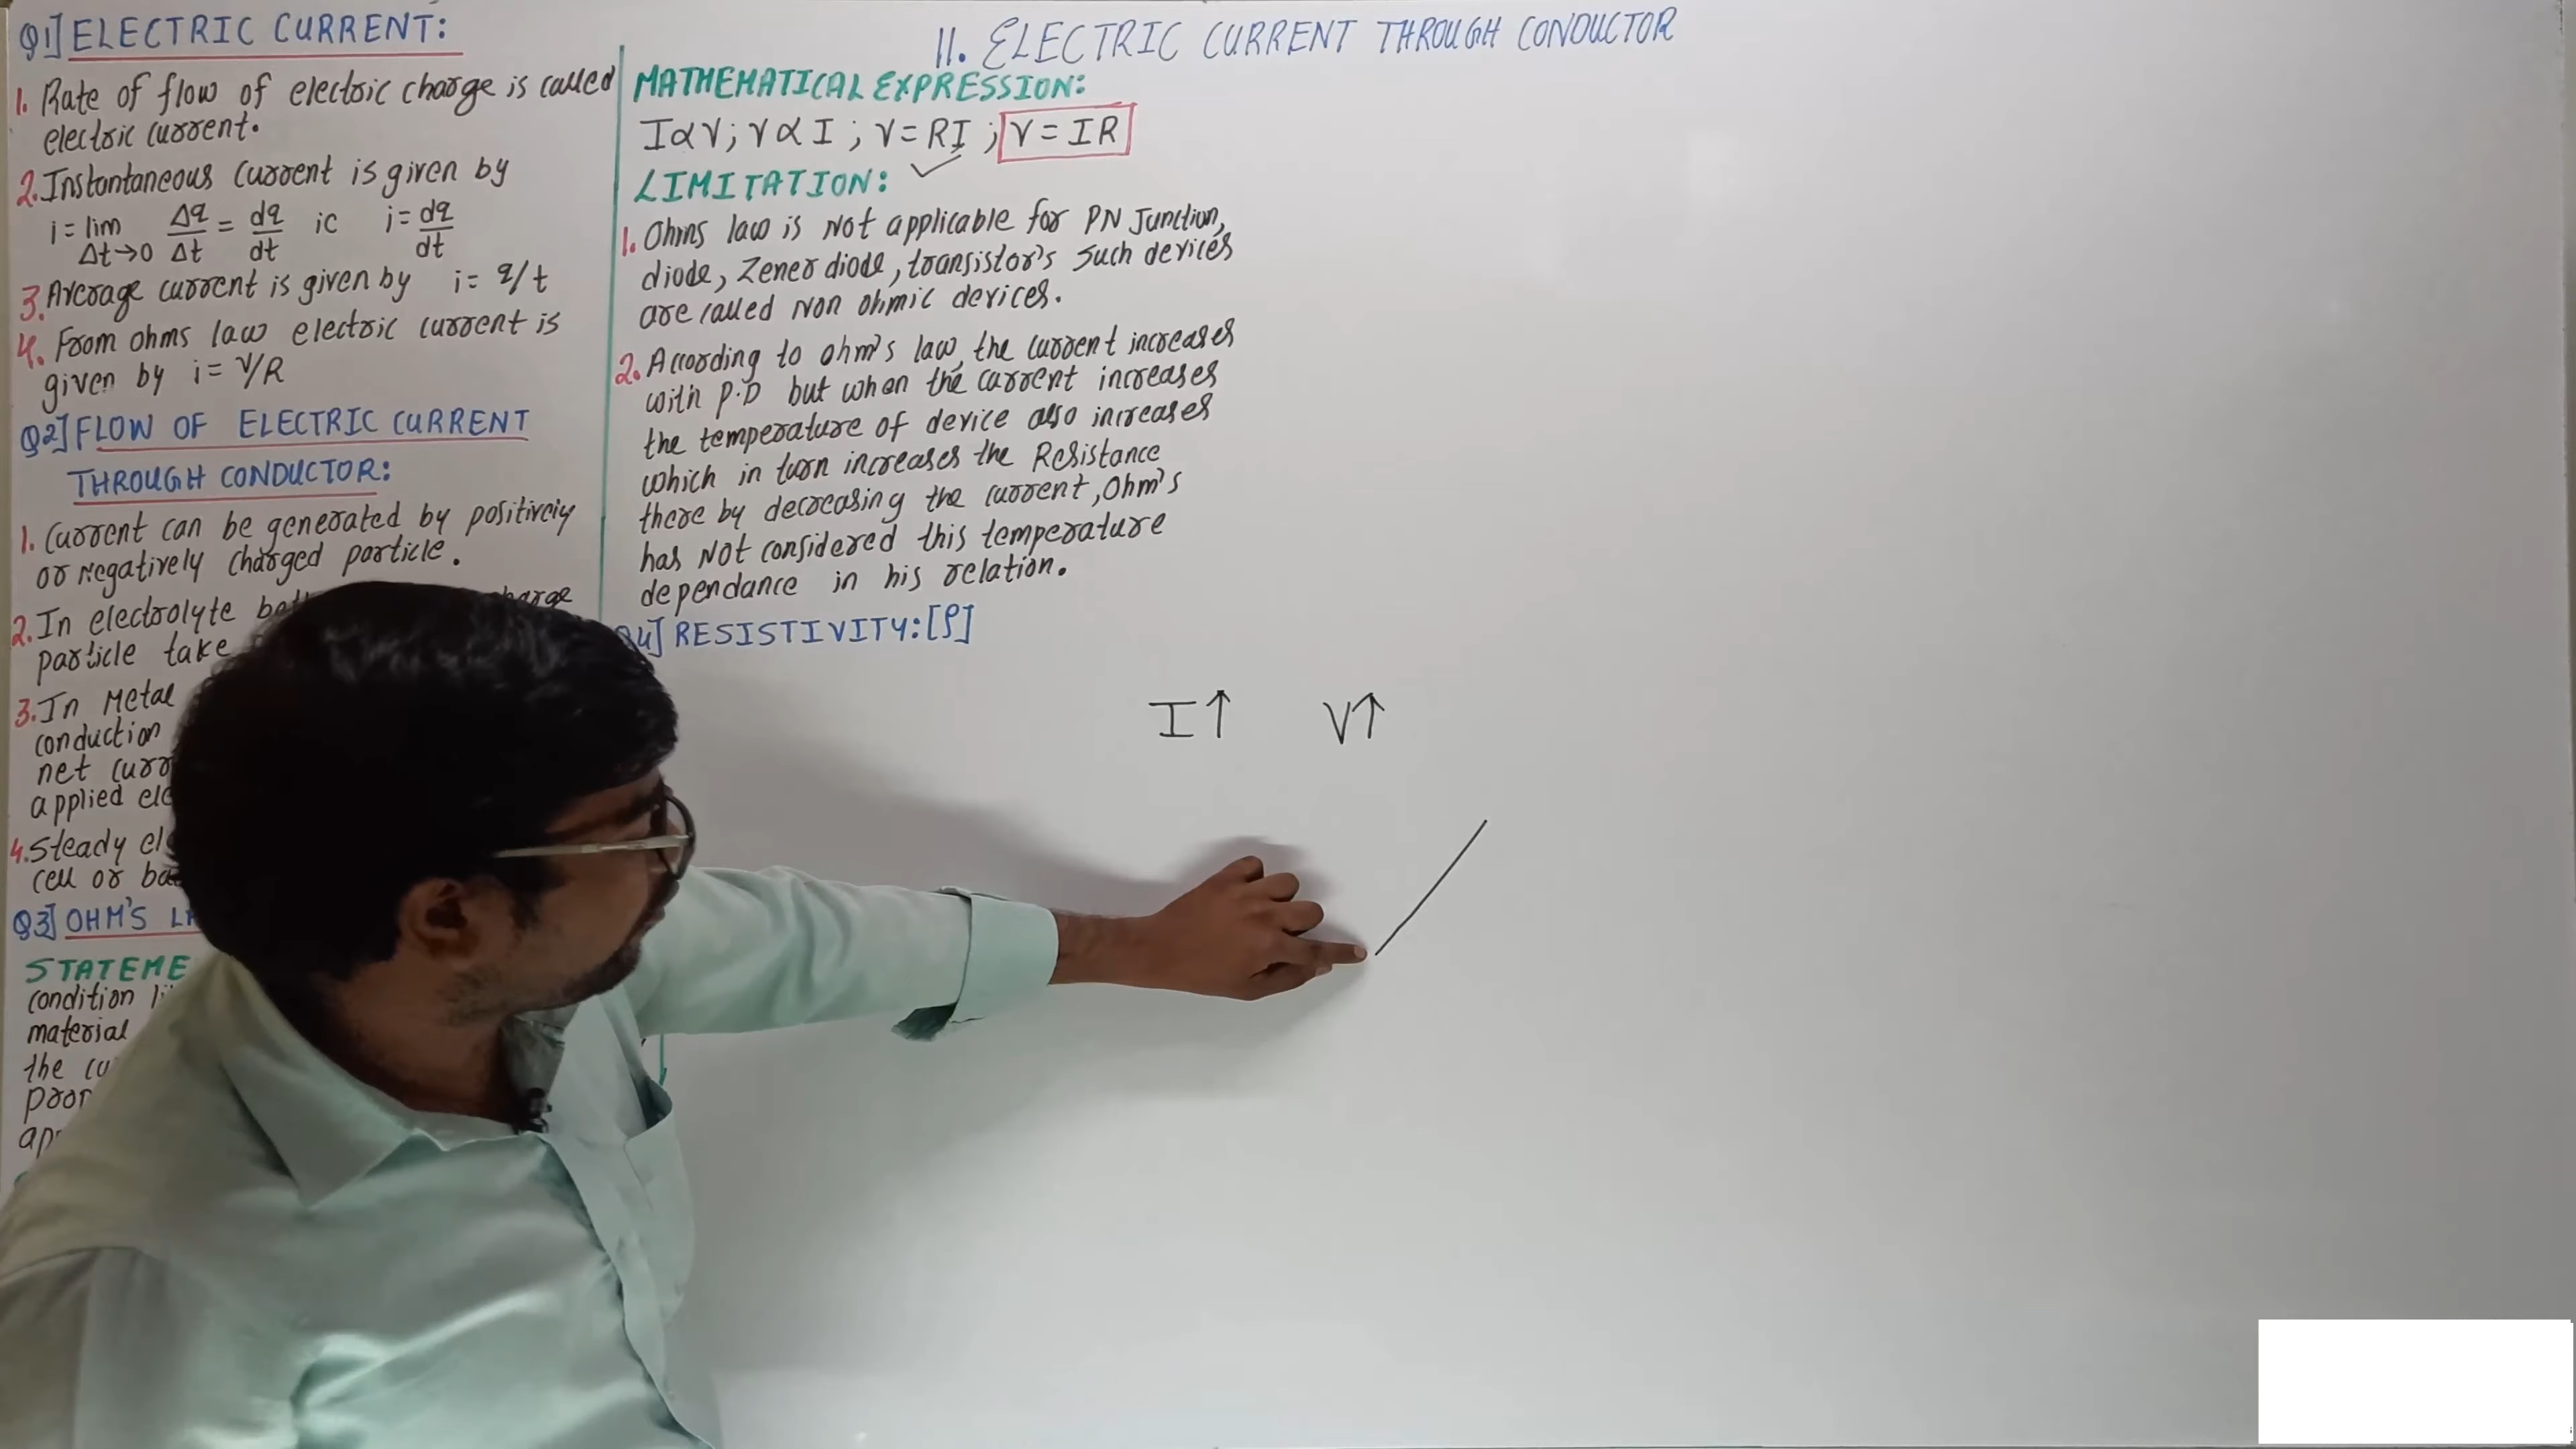 11. ELECTRIC CURRENT THROUGH CONDUCTOR
Q1] ELECTRIC CURRENT:
1. Rate of flow of electric charge is called
electric current.
2. Instantaneous current is given by
i = lim Δq/Δt = dq/dt ie i = dq/dt
Δt→0
3. Average current is given by i = q/t
4. From ohms law electric current is
given by i = V/R
Q2] FLOW OF ELECTRIC CURRENT
THROUGH CONDUCTOR:
1. Current can be generated by positively
or Negatively charged particle.
2. In electrolyte charge
particle take
3. In Metal
conduction
net
applied
4. Steady
cell or
Q3] OHM'S
condition
material
the
MATHEMATICAL EXPRESSION:
I∝V; V∝I; V=RI; V=IR
LIMITATION:
1. Ohms law is Not applicable for PN Junction,
diode, Zener diode, transistor's such devices
are called Non ohmic devices.
2. According to ohm's law, the current increases
with P.D but when the current increases
the temperature of device also increases
which in turn increases the Resistance
there by decreasing the current, Ohm's
has Not considered this temperature
dependance in his relation.
Q4] RESISTIVITY: [ρ]
I↑ V↑